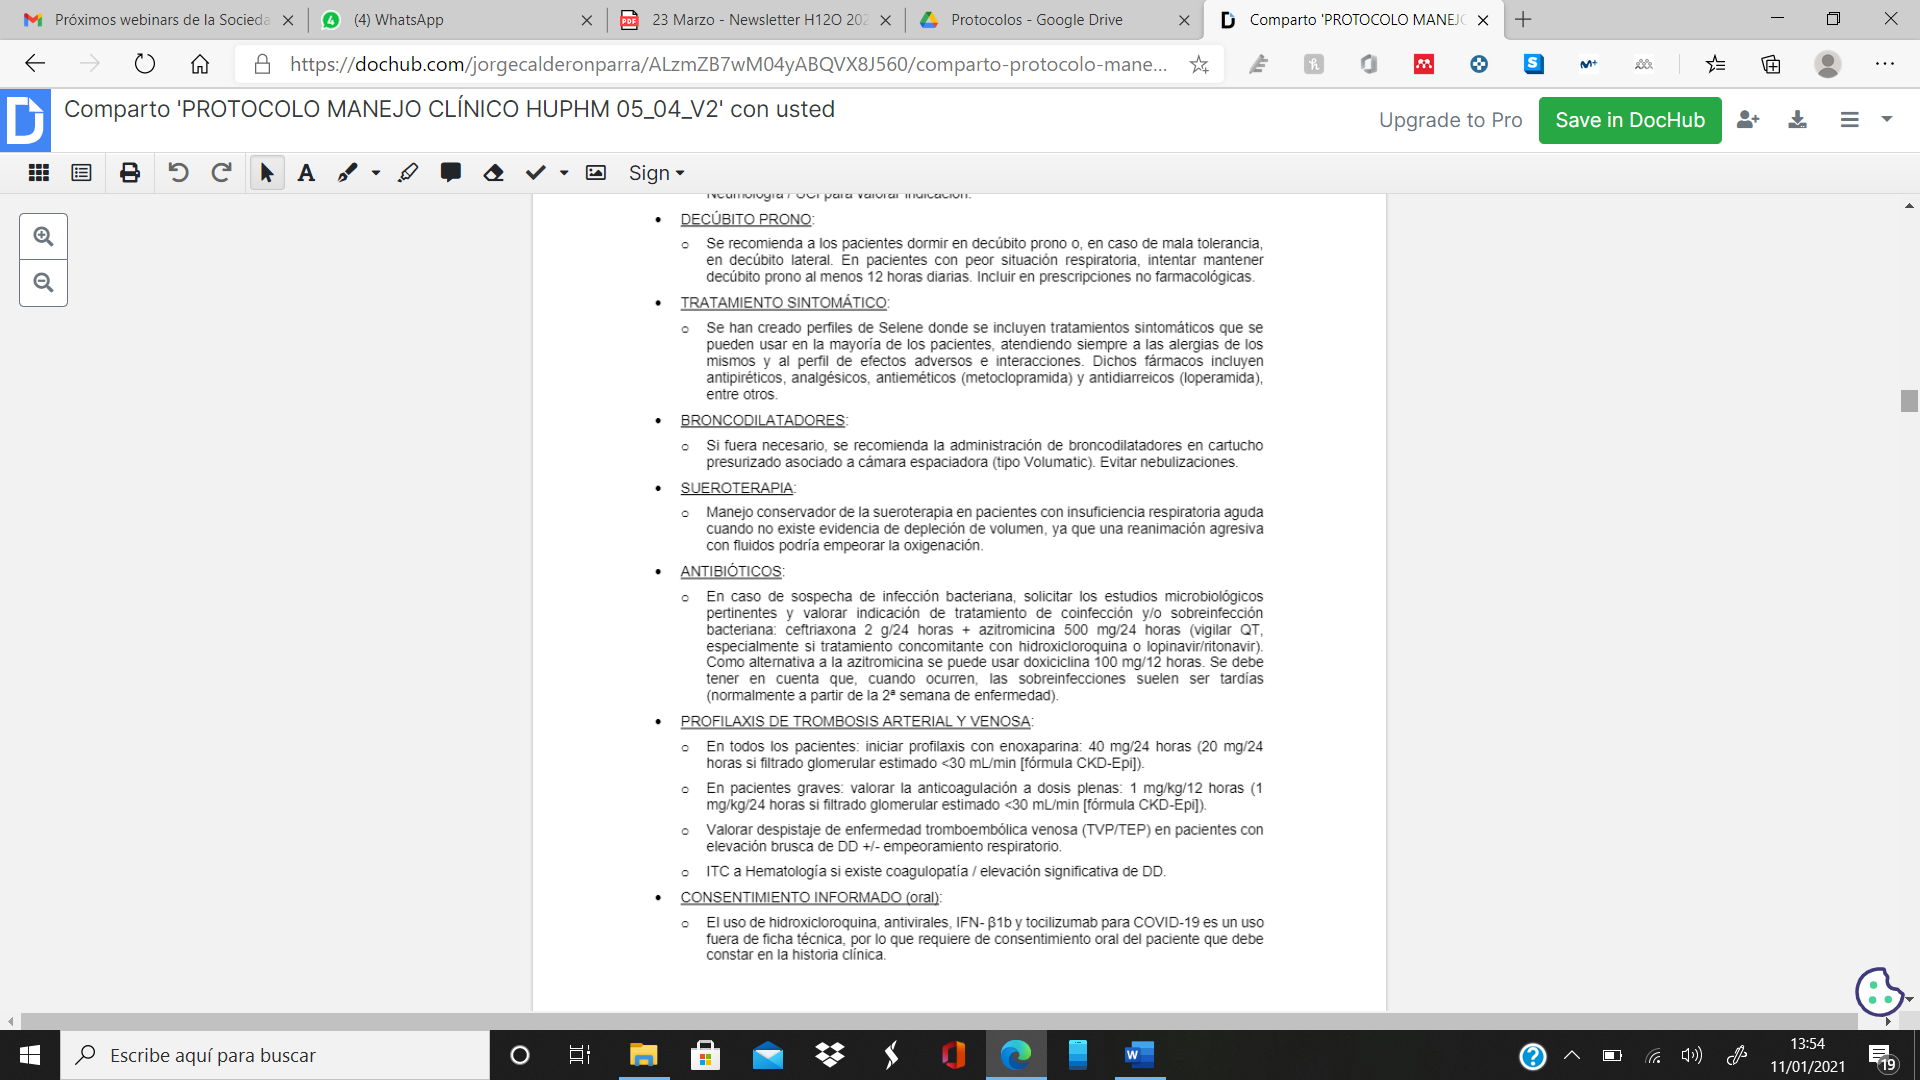 Próximos webinars de la Socieda
(4) WhatsApp
23 Marzo - Newsletter H12O 202
Protocolos - Google Drive
Comparto 'PROTOCOLO MANEJO
https://dochub.com/jorgecalderonparra/ALzmZB7wM04yABQVX8J560/comparto-protocolo-mane...
Comparto 'PROTOCOLO MANEJO CLÍNICO HUPHM 05_04_V2' con usted
Upgrade to Pro
Save in DocHub
Sign
Neumología / UCI para valorar indicación.
• DECÚBITO PRONO:
o Se recomienda a los pacientes dormir en decúbito prono o, en caso de mala tolerancia,
en decúbito lateral. En pacientes con peor situación respiratoria, intentar mantener
decúbito prono al menos 12 horas diarias. Incluir en prescripciones no farmacológicas.
• TRATAMIENTO SINTOMÁTICO:
o Se han creado perfiles de Selene donde se incluyen tratamientos sintomáticos que se
pueden usar en la mayoría de los pacientes, atendiendo siempre a las alergias de los
mismos y al perfil de efectos adversos e interacciones. Dichos fármacos incluyen
antipiréticos, analgésicos, antieméticos (metoclopramida) y antidiarreicos (loperamida),
entre otros.
• BRONCODILATADORES:
o Si fuera necesario, se recomienda la administración de broncodilatadores en cartucho
presurizado asociado a cámara espaciadora (tipo Volumatic). Evitar nebulizaciones.
• SUEROTERAPIA:
o Manejo conservador de la sueroterapia en pacientes con insuficiencia respiratoria aguda
cuando no existe evidencia de depleción de volumen, ya que una reanimación agresiva
con fluidos podría empeorar la oxigenación.
• ANTIBIÓTICOS:
o En caso de sospecha de infección bacteriana, solicitar los estudios microbiológicos
pertinentes y valorar indicación de tratamiento de coinfección y/o sobreinfección
bacteriana: ceftriaxona 2 g/24 horas + azitromicina 500 mg/24 horas (vigilar QT,
especialmente si tratamiento concomitante con hidroxicloroquina o lopinavir/ritonavir).
Como alternativa a la azitromicina se puede usar doxiciclina 100 mg/12 horas. Se debe
tener en cuenta que, cuando ocurren, las sobreinfecciones suelen ser tardías
(normalmente a partir de la 2ª semana de enfermedad).
• PROFILAXIS DE TROMBOSIS ARTERIAL Y VENOSA:
o En todos los pacientes: iniciar profilaxis con enoxaparina: 40 mg/24 horas (20 mg/24
horas si filtrado glomerular estimado <30 mL/min [fórmula CKD-Epi]).
o En pacientes graves: valorar la anticoagulación a dosis plenas: 1 mg/kg/12 horas (1
mg/kg/24 horas si filtrado glomerular estimado <30 mL/min [fórmula CKD-Epi]).
o Valorar despistaje de enfermedad tromboembólica venosa (TVP/TEP) en pacientes con
elevación brusca de DD +/- empeoramiento respiratorio.
o ITC a Hematología si existe coagulopatía / elevación significativa de DD.
• CONSENTIMIENTO INFORMADO (oral):
o El uso de hidroxicloroquina, antivirales, IFN- β1b y tocilizumab para COVID-19 es un uso
fuera de ficha técnica, por lo que requiere de consentimiento oral del paciente que debe
constar en la historia clínica.
Escribe aquí para buscar
13:54
11/01/2021
19